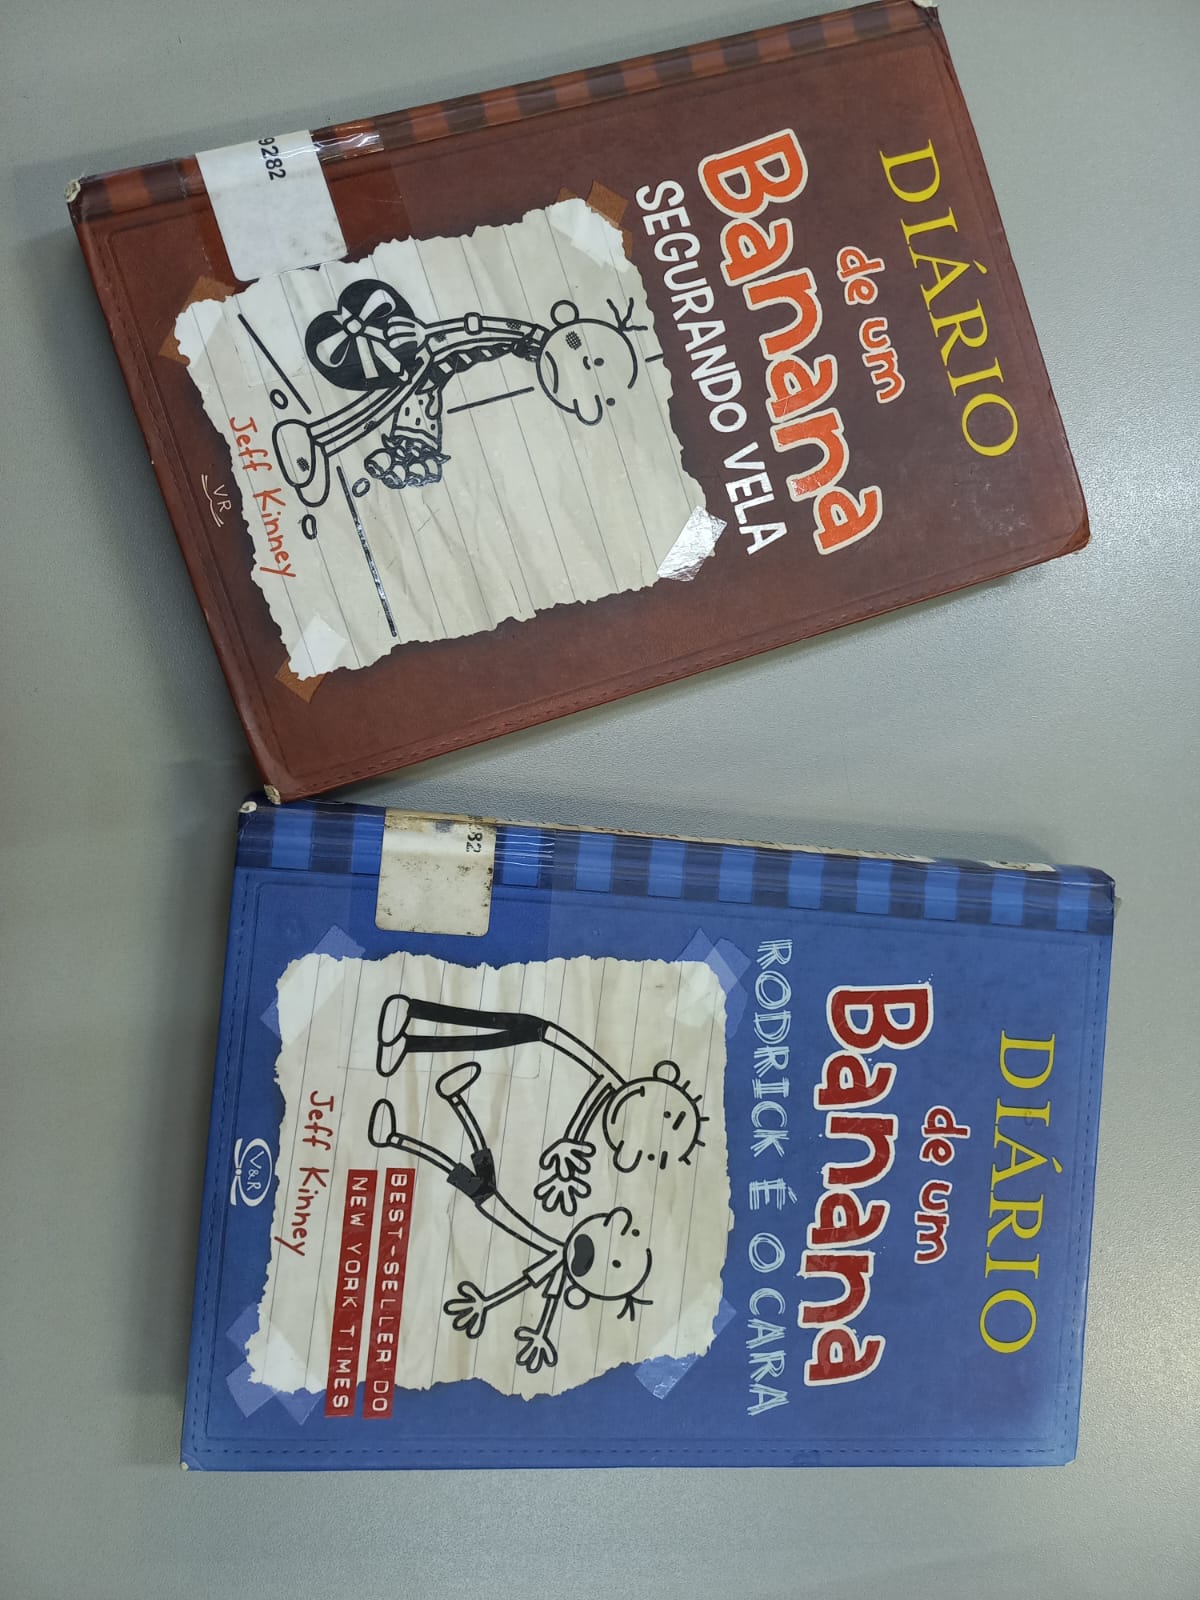 DIÁRIO
de um
Banana
SEGURANDO VELA
Jeff Kinney
VR
9282
DIÁRIO
de um
Banana
RODRICK É O CARA
BEST-SELLER DO
NEW YORK TIMES
Jeff Kinney
V&R
82